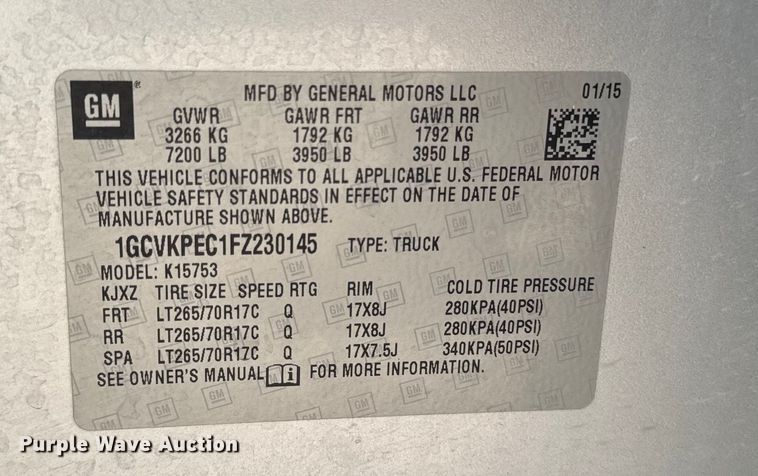 GM
MFD BY GENERAL MOTORS LLC 01/15
GVWR GAWR FRT GAWR RR
3266 KG 1792 KG 1792 KG
7200 LB 3950 LB 3950 LB
THIS VEHICLE CONFORMS TO ALL APPLICABLE U.S. FEDERAL MOTOR
VEHICLE SAFETY STANDARDS IN EFFECT ON THE DATE OF
MANUFACTURE SHOWN ABOVE.
1GCVKPEC1FZ230145 TYPE: TRUCK
MODEL: K15753
KJXZ TIRE SIZE SPEED RTG RIM COLD TIRE PRESSURE
FRT LT265/70R17C Q 17X8J 280KPA(40PSI)
RR LT265/70R17C Q 17X8J 280KPA(40PSI)
SPA LT265/70R17C Q 17X7.5J 340KPA(50PSI)
SEE OWNER'S MANUAL i FOR MORE INFORMATION.
Purple Wave Auction